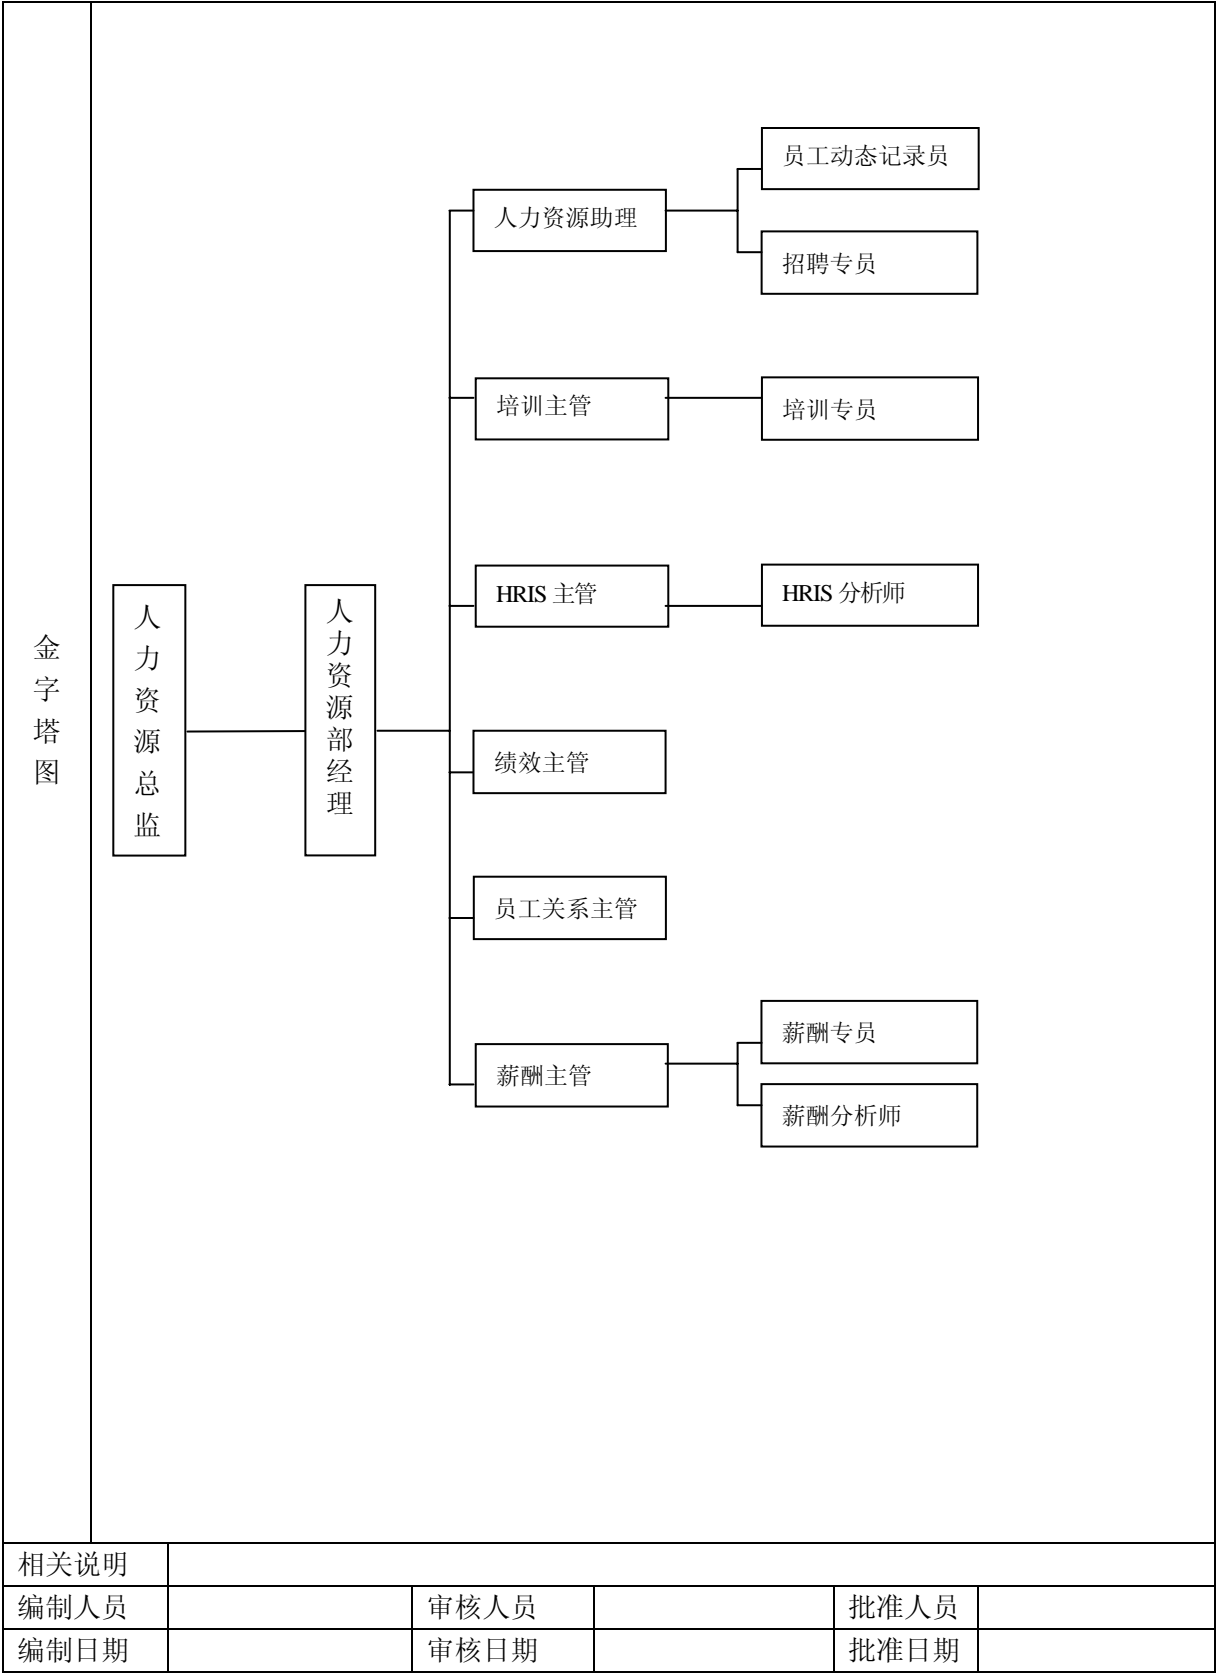 金字塔图
人力资源总监
人力资源部经理
人力资源助理
员工动态记录员
招聘专员
培训主管
培训专员
HRIS 主管
HRIS 分析师
绩效主管
员工关系主管
薪酬主管
薪酬专员
薪酬分析师
相关说明
编制人员 审核人员 批准人员
编制日期 审核日期 批准日期